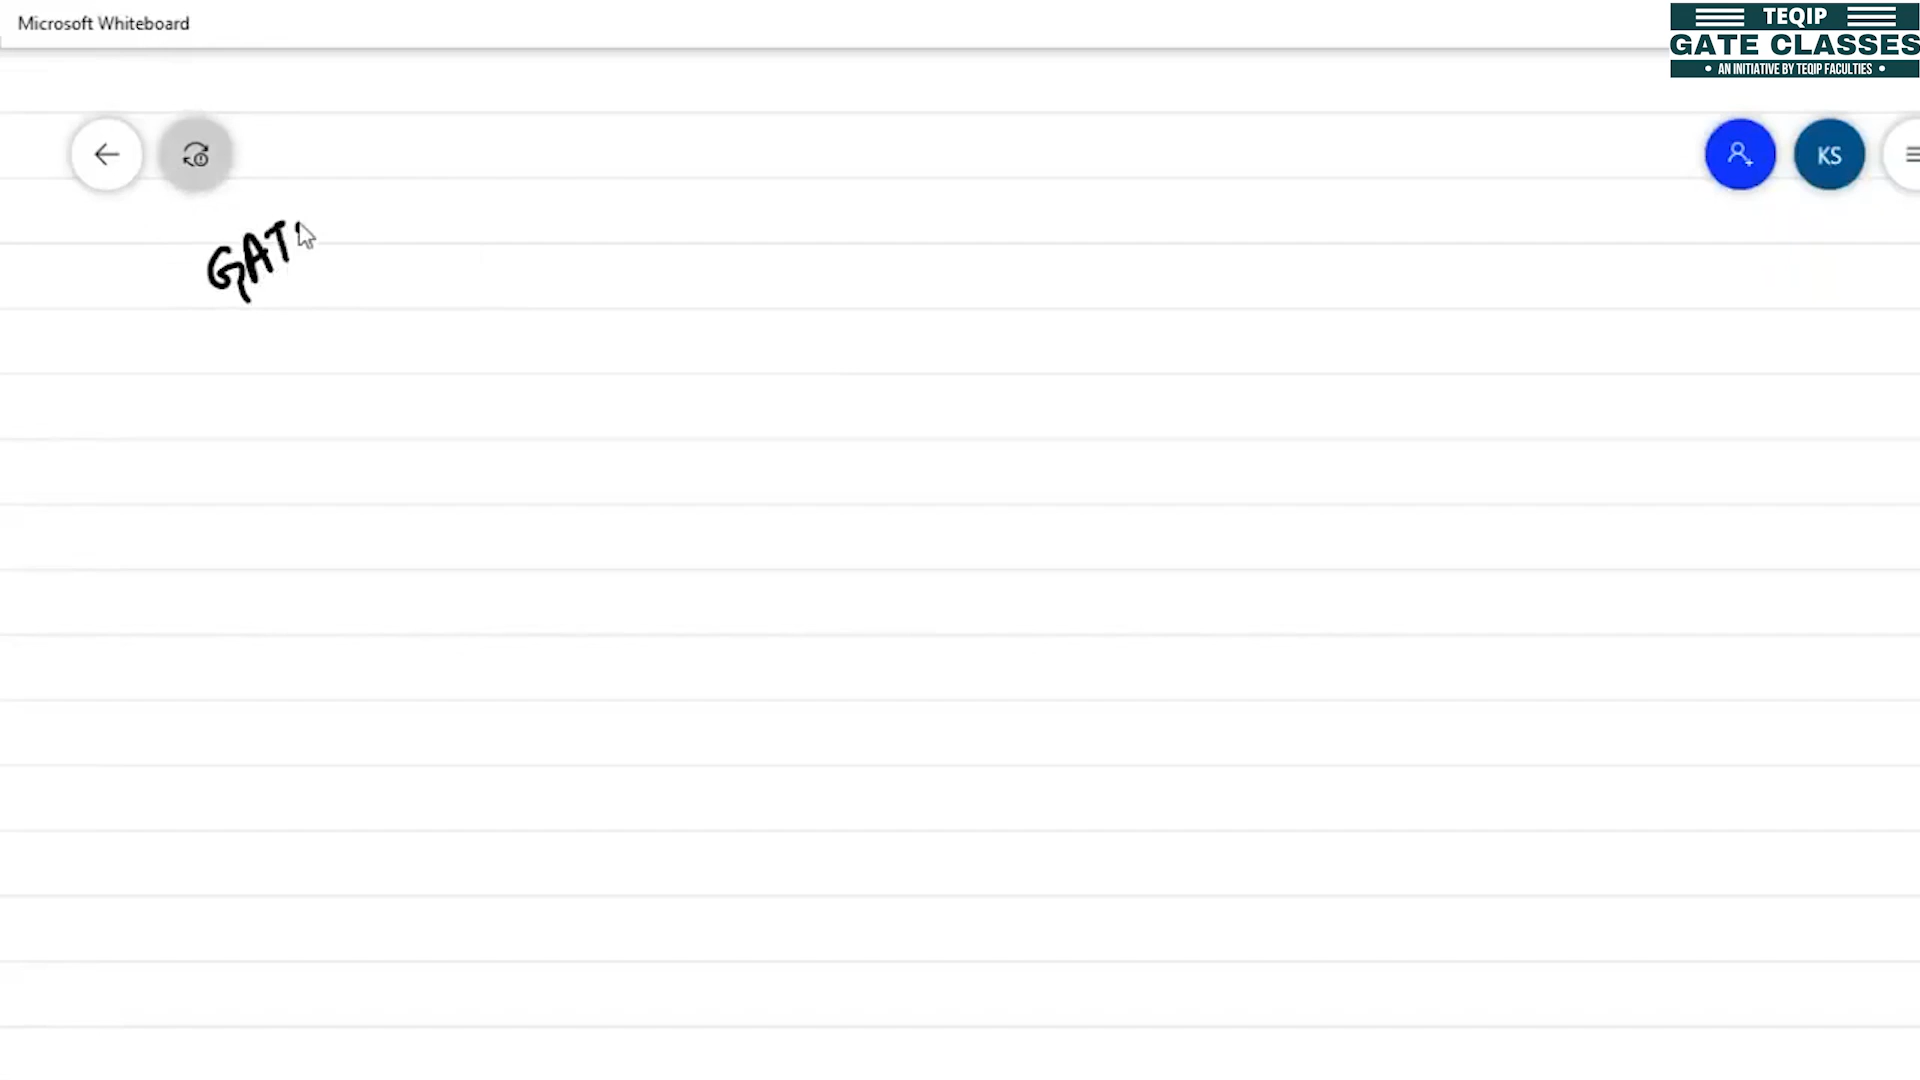 Microsoft Whiteboard
TEQIP
GATE CLASSES
• AN INITIATIVE BY TEQIP FACULTIES •
KS
GAT